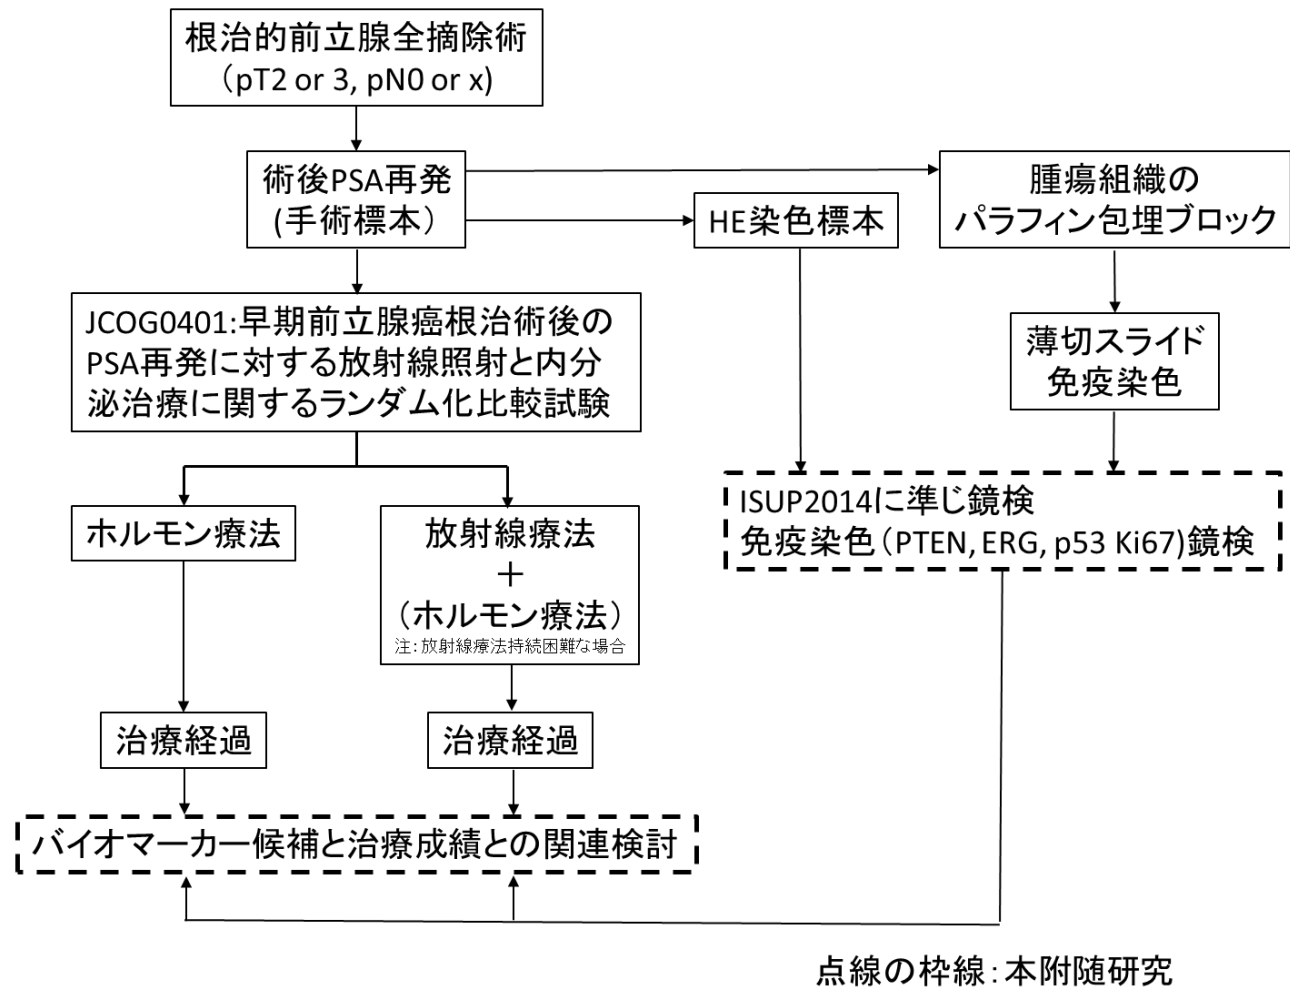 根治的前立腺全摘除術
（pT2 or 3, pN0 or x)
術後PSA再発
(手術標本）
HE染色標本
腫瘍組織の
パラフィン包埋ブロック
JCOG0401:早期前立腺癌根治術後の
PSA再発に対する放射線照射と内分
泌治療に関するランダム化比較試験
薄切スライド
免疫染色
ISUP2014に準じ鏡検
免疫染色（PTEN, ERG, p53 Ki67)鏡検
ホルモン療法
放射線療法
＋
（ホルモン療法）
注：放射線療法持続困難な場合
治療経過
治療経過
バイオマーカー候補と治療成績との関連検討
点線の枠線：本附随研究